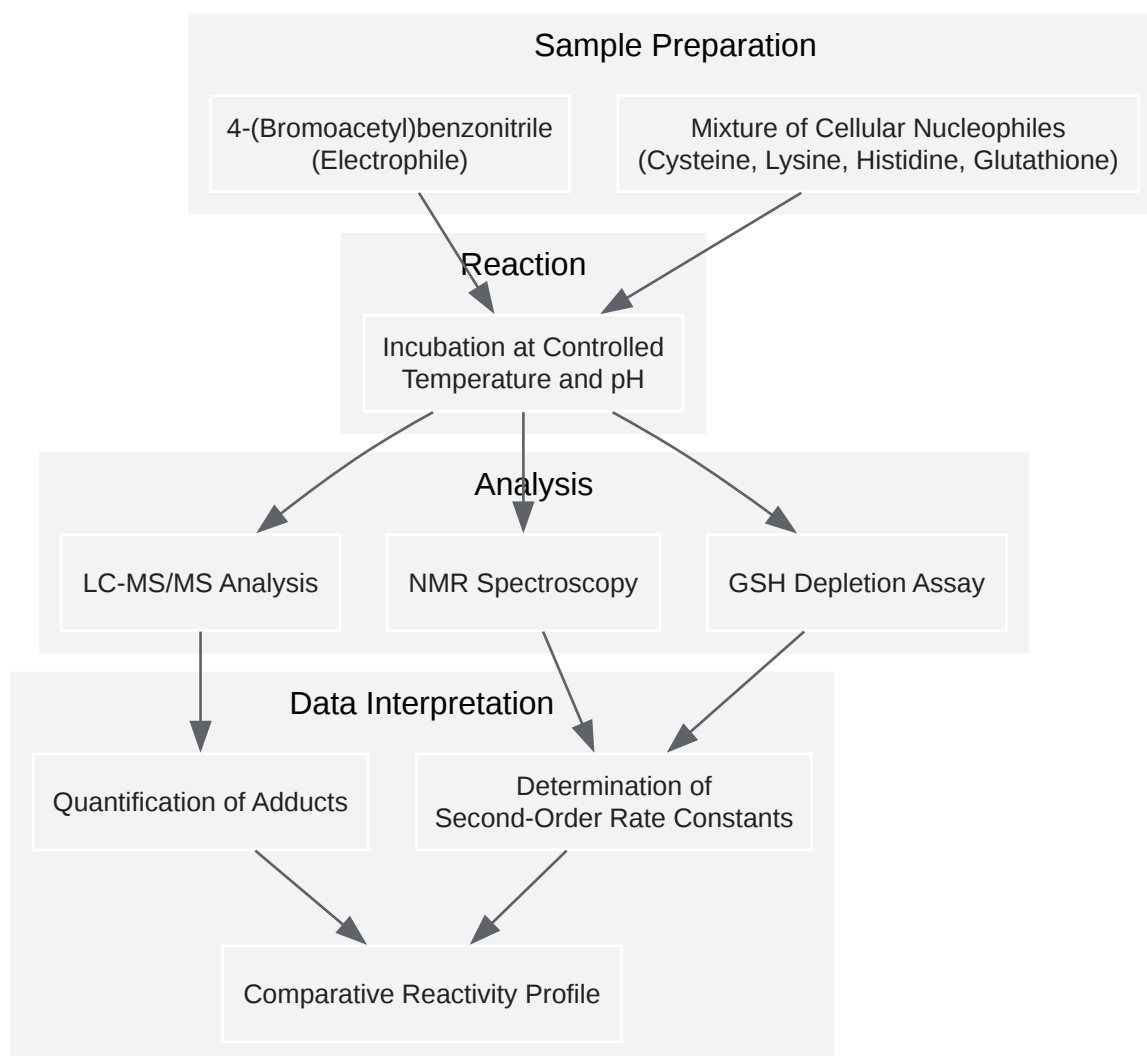 Sample Preparation
4-(Bromoacetyl)benzonitrile
(Electrophile)
Mixture of Cellular Nucleophiles
(Cysteine, Lysine, Histidine, Glutathione)
Reaction
Incubation at Controlled
Temperature and pH
Analysis
LC-MS/MS Analysis
NMR Spectroscopy
GSH Depletion Assay
Data Interpretation
Quantification of Adducts
Determination of
Second-Order Rate Constants
Comparative Reactivity Profile